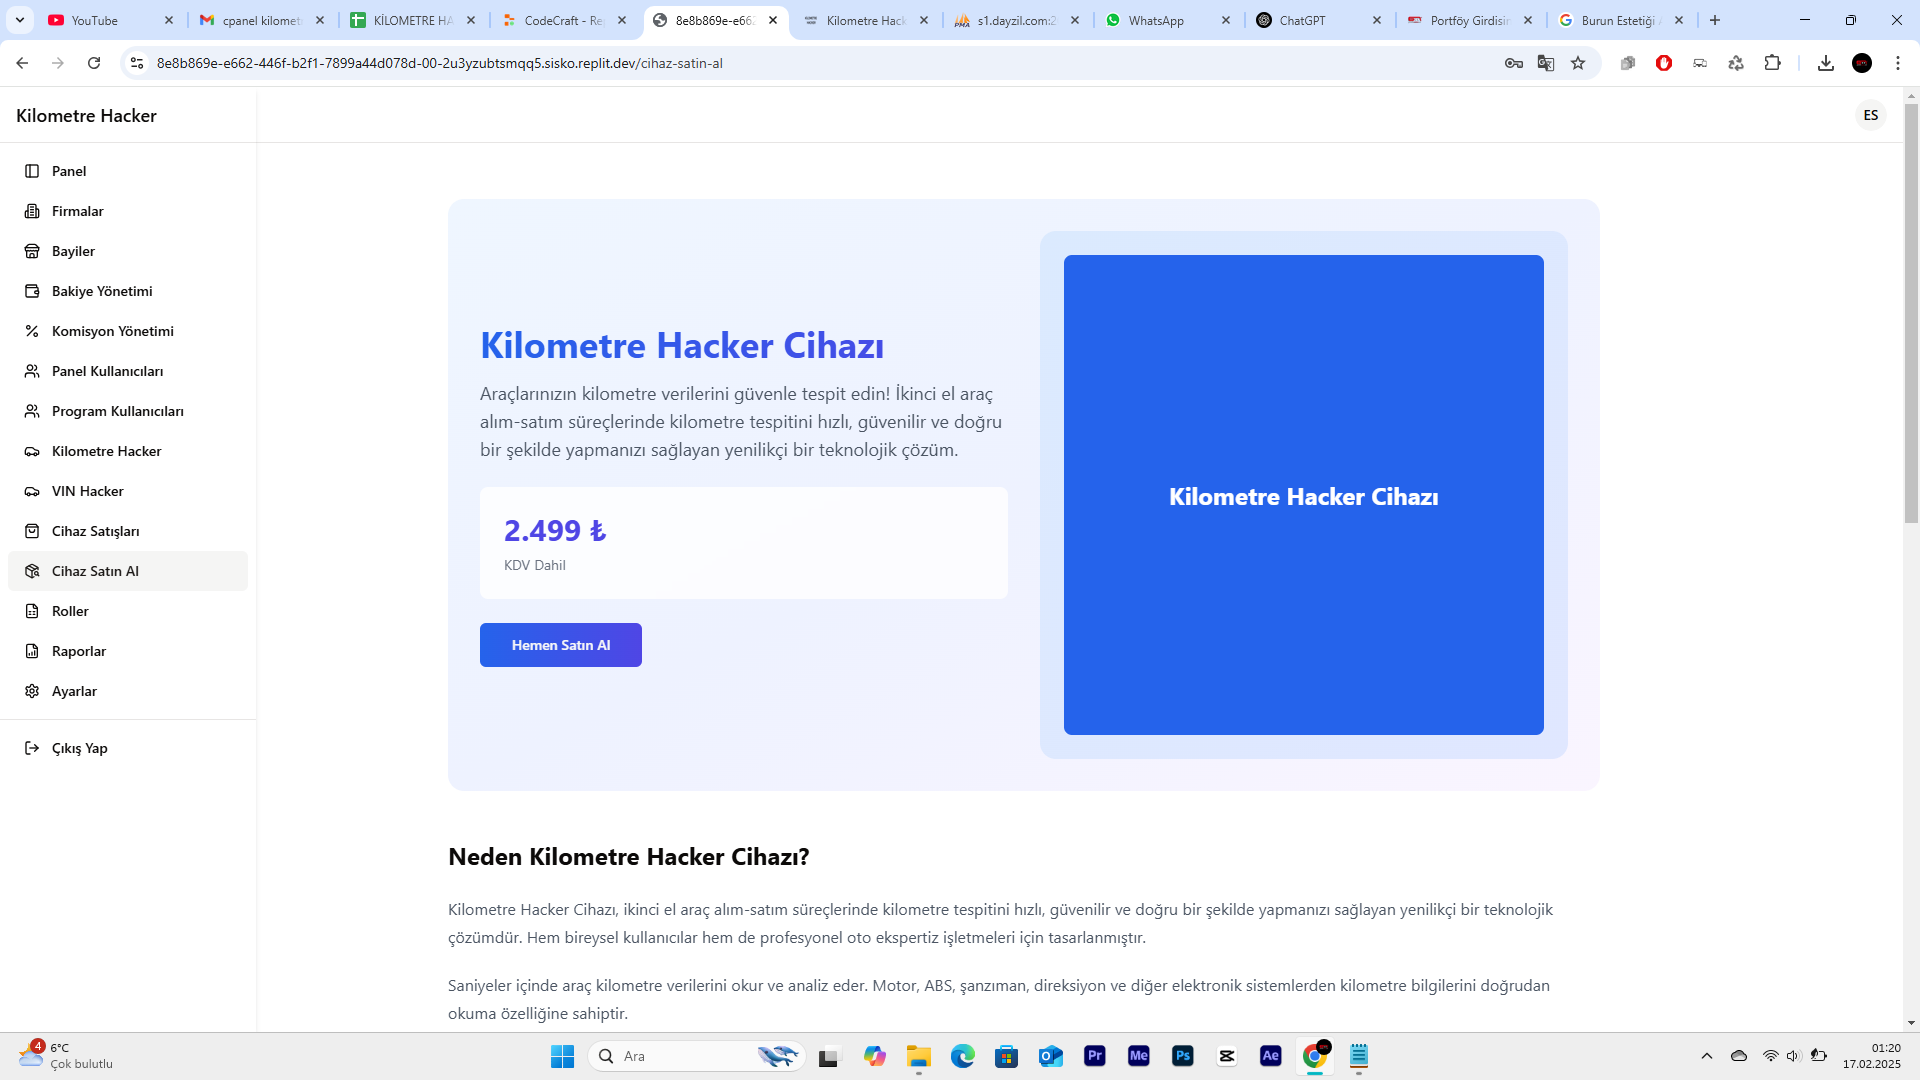 YouTube
cpanel kilomet
KİLOMETRE HA
CodeCraft - Re
8e8b869e-e66
Kilometre Hack
s1.dayzil.com:2
WhatsApp
ChatGPT
Portföy Girdisi
Burun Estetiği
8e8b869e-e662-446f-b2f1-7899a44d078d-00-2u3yzubtsmqq5.sisko.replit.dev/cihaz-satin-al
Kilometre Hacker
ES
Panel
Firmalar
Bayiler
Bakiye Yönetimi
Komisyon Yönetimi
Panel Kullanıcıları
Program Kullanıcıları
Kilometre Hacker
VIN Hacker
Cihaz Satışları
Cihaz Satın Al
Roller
Raporlar
Ayarlar
Çıkış Yap
Kilometre Hacker Cihazı
Araçlarınızın kilometre verilerini güvenle tespit edin! İkinci el araç
alım-satım süreçlerinde kilometre tespitini hızlı, güvenilir ve doğru
bir şekilde yapmanızı sağlayan yenilikçi bir teknolojik çözüm.
2.499 ₺
KDV Dahil
Hemen Satın Al
Kilometre Hacker Cihazı
Neden Kilometre Hacker Cihazı?
Kilometre Hacker Cihazı, ikinci el araç alım-satım süreçlerinde kilometre tespitini hızlı, güvenilir ve doğru bir şekilde yapmanızı sağlayan yenilikçi bir teknolojik
çözümdür. Hem bireysel kullanıcılar hem de profesyonel oto ekspertiz işletmeleri için tasarlanmıştır.
Saniyeler içinde araç kilometre verilerini okur ve analiz eder. Motor, ABS, şanzıman, direksiyon ve diğer elektronik sistemlerden kilometre bilgilerini doğrudan
okuma özelliğine sahiptir.
4
6°C
Çok bulutlu
Ara
Pr
Me
Ps
Ae
01:20
17.02.2025